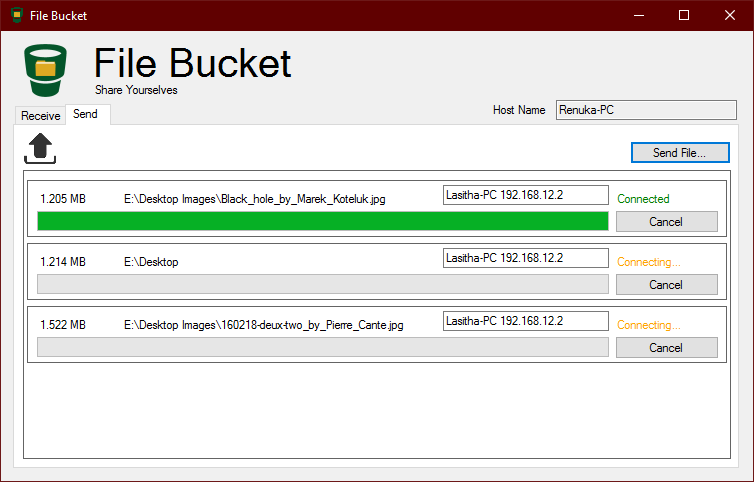 File Bucket
File Bucket
Share Yourselves
Receive Send
Host Name Renuka-PC
Send File...
1.205 MB E:\Desktop Images\Black_hole_by_Marek_Koteluk.jpg Lasitha-PC 192.168.12.2 Connected
Cancel
1.214 MB E:\Desktop Lasitha-PC 192.168.12.2 Connecting...
Cancel
1.522 MB E:\Desktop Images\160218-deux-two_by_Pierre_Cante.jpg Lasitha-PC 192.168.12.2 Connecting...
Cancel